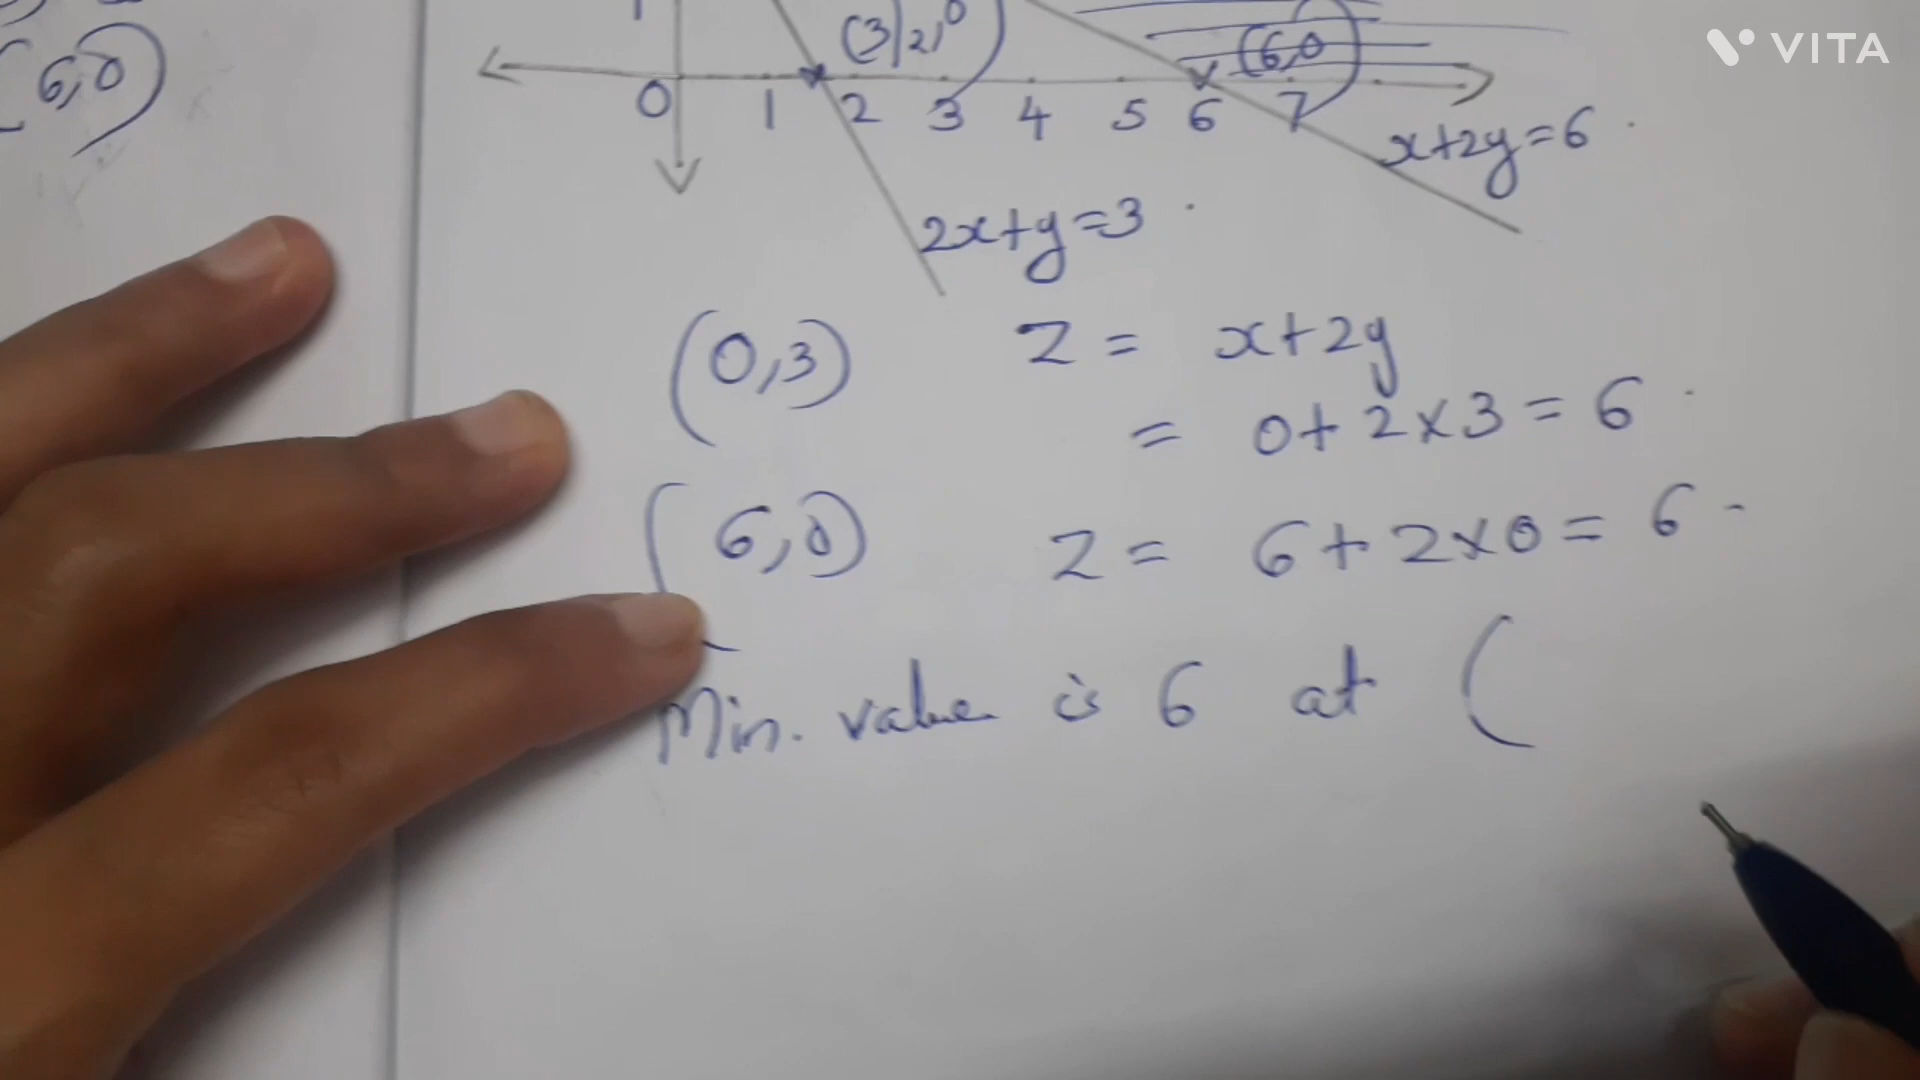 VITA
(3/2,0)
(6,0
(6,0)
0 1 2 3 4 5 6 7
x+2y=6
2x+y=3
(0,3) Z = x+2y
= 0+2×3=6
(6,0) Z = 6+2×0=6
Min. value is 6 at (